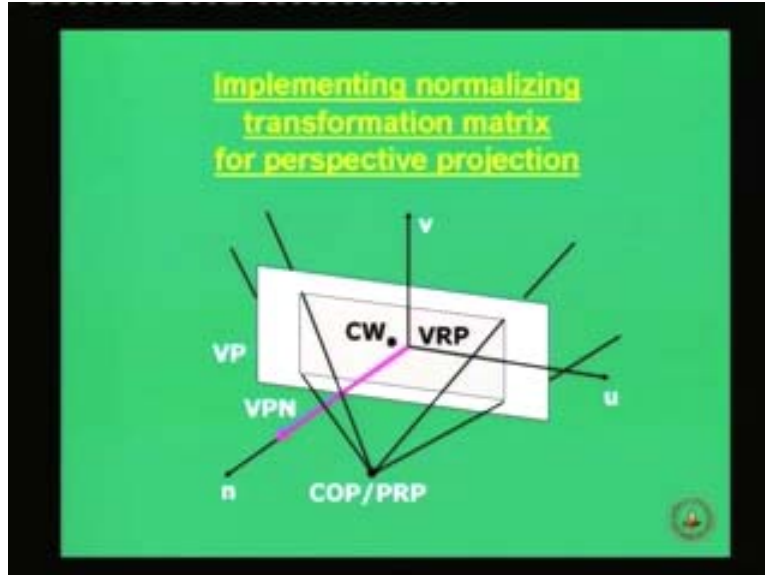 Implementing normalizing
transformation matrix
for perspective projection
v
CW
VRP
VP
u
VPN
n
COP/PRP